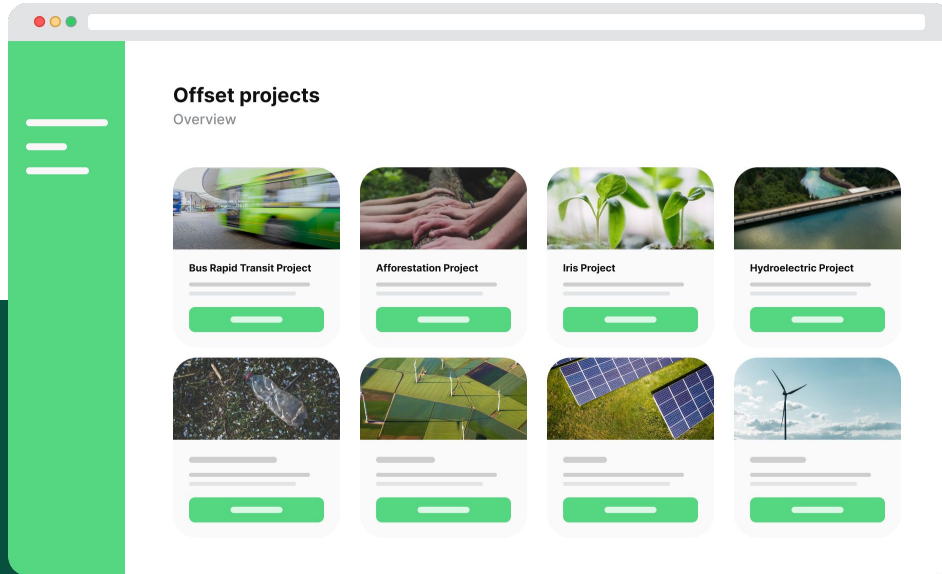 Offset projects
Overview
Bus Rapid Transit Project
Afforestation Project
Iris Project
Hydroelectric Project